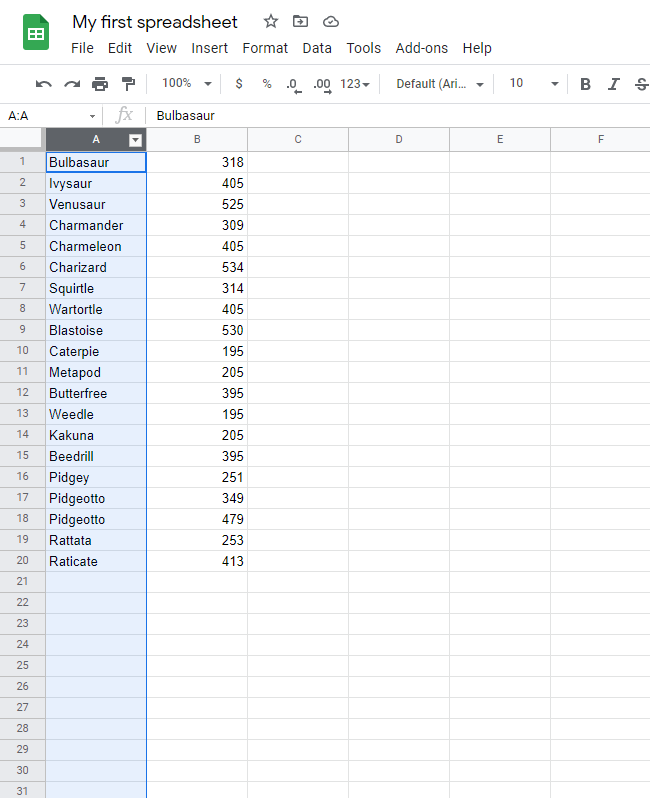 My first spreadsheet
File Edit View Insert Format Data Tools Add-ons Help
100% $ % .0 .00 123 Default (Ari... 10 B I S
A:A fx Bulbasaur
A B C D E F
1 Bulbasaur 318
2 Ivysaur 405
3 Venusaur 525
4 Charmander 309
5 Charmeleon 405
6 Charizard 534
7 Squirtle 314
8 Wartortle 405
9 Blastoise 530
10 Caterpie 195
11 Metapod 205
12 Butterfree 395
13 Weedle 195
14 Kakuna 205
15 Beedrill 395
16 Pidgey 251
17 Pidgeotto 349
18 Pidgeotto 479
19 Rattata 253
20 Raticate 413
21
22
23
24
25
26
27
28
29
30
31